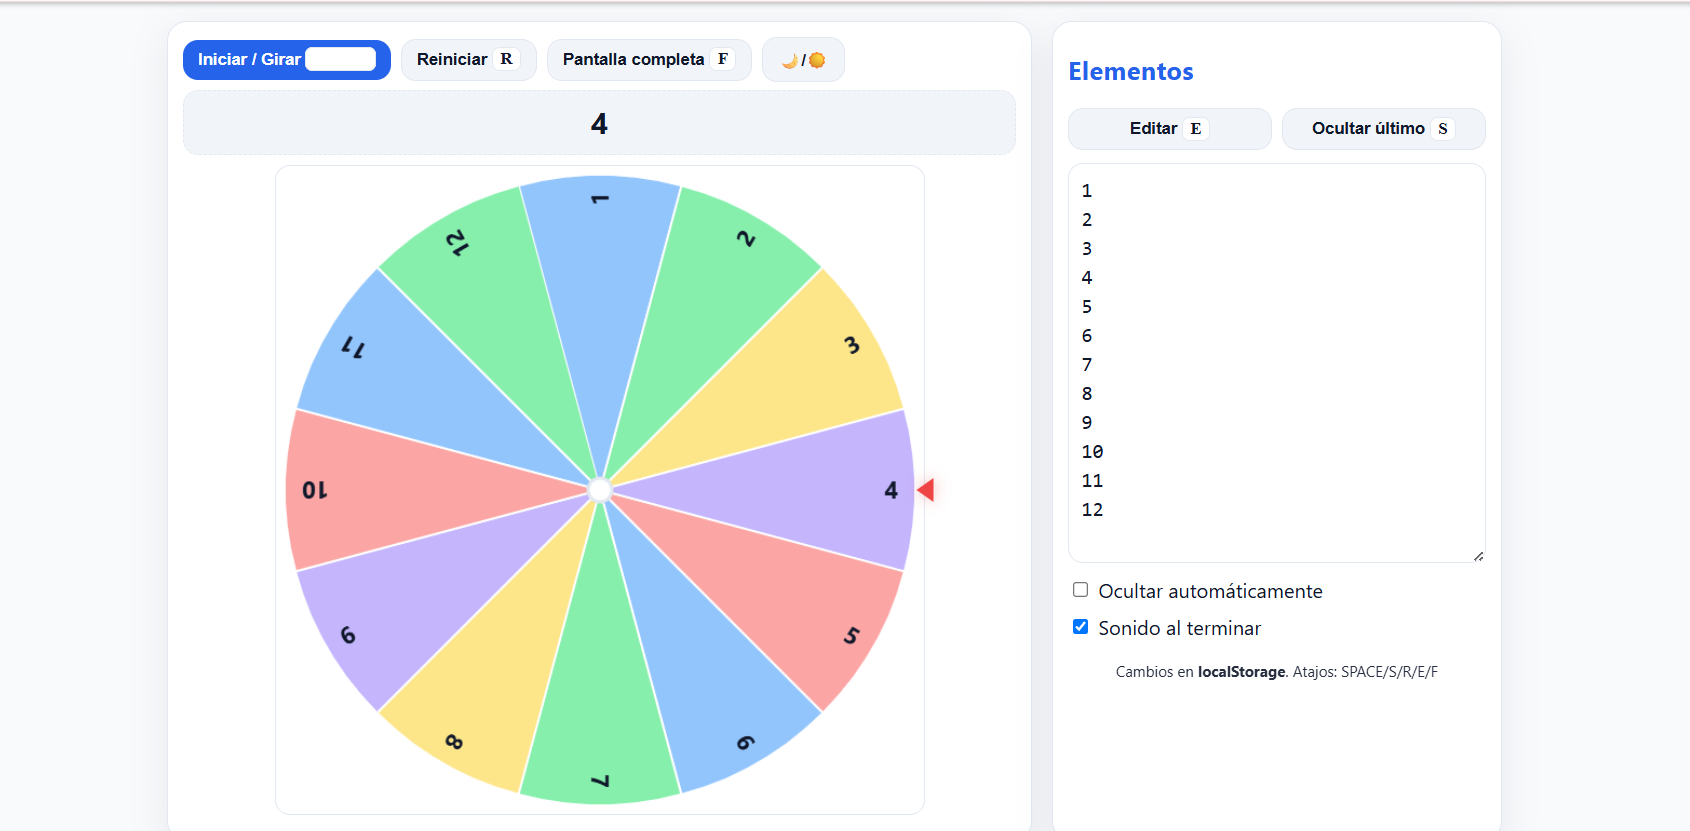 Iniciar / Girar
Reiniciar R
Pantalla completa F
🌙/☀️
4
1
2
3
4
5
6
7
8
9
10
11
12
Elementos
Editar E
Ocultar último S
1
2
3
4
5
6
7
8
9
10
11
12
Ocultar automáticamente
Sonido al terminar
Cambios en localStorage. Atajos: SPACE/S/R/E/F